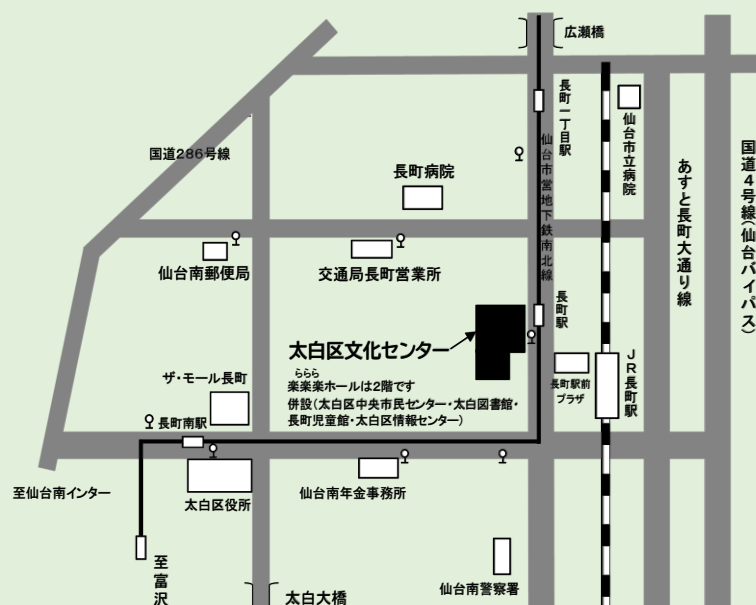 広瀬橋
長町一丁目駅
仙台市立病院
国道286号線
長町病院
仙台市営地下鉄南北線
あすと長町大通り線
国道4号線(仙台バイパス)
仙台南郵便局
交通局長町営業所
長町駅
太白区文化センター
ららら
楽楽楽ホールは2階です
併設(太白区中央市民センター・太白図書館・
長町児童館・太白区情報センター)
長町駅前
プラザ
JR長町駅
ザ・モール長町
長町南駅
至仙台南インター
太白区役所
仙台南年金事務所
至富沢
太白大橋
仙台南警察署